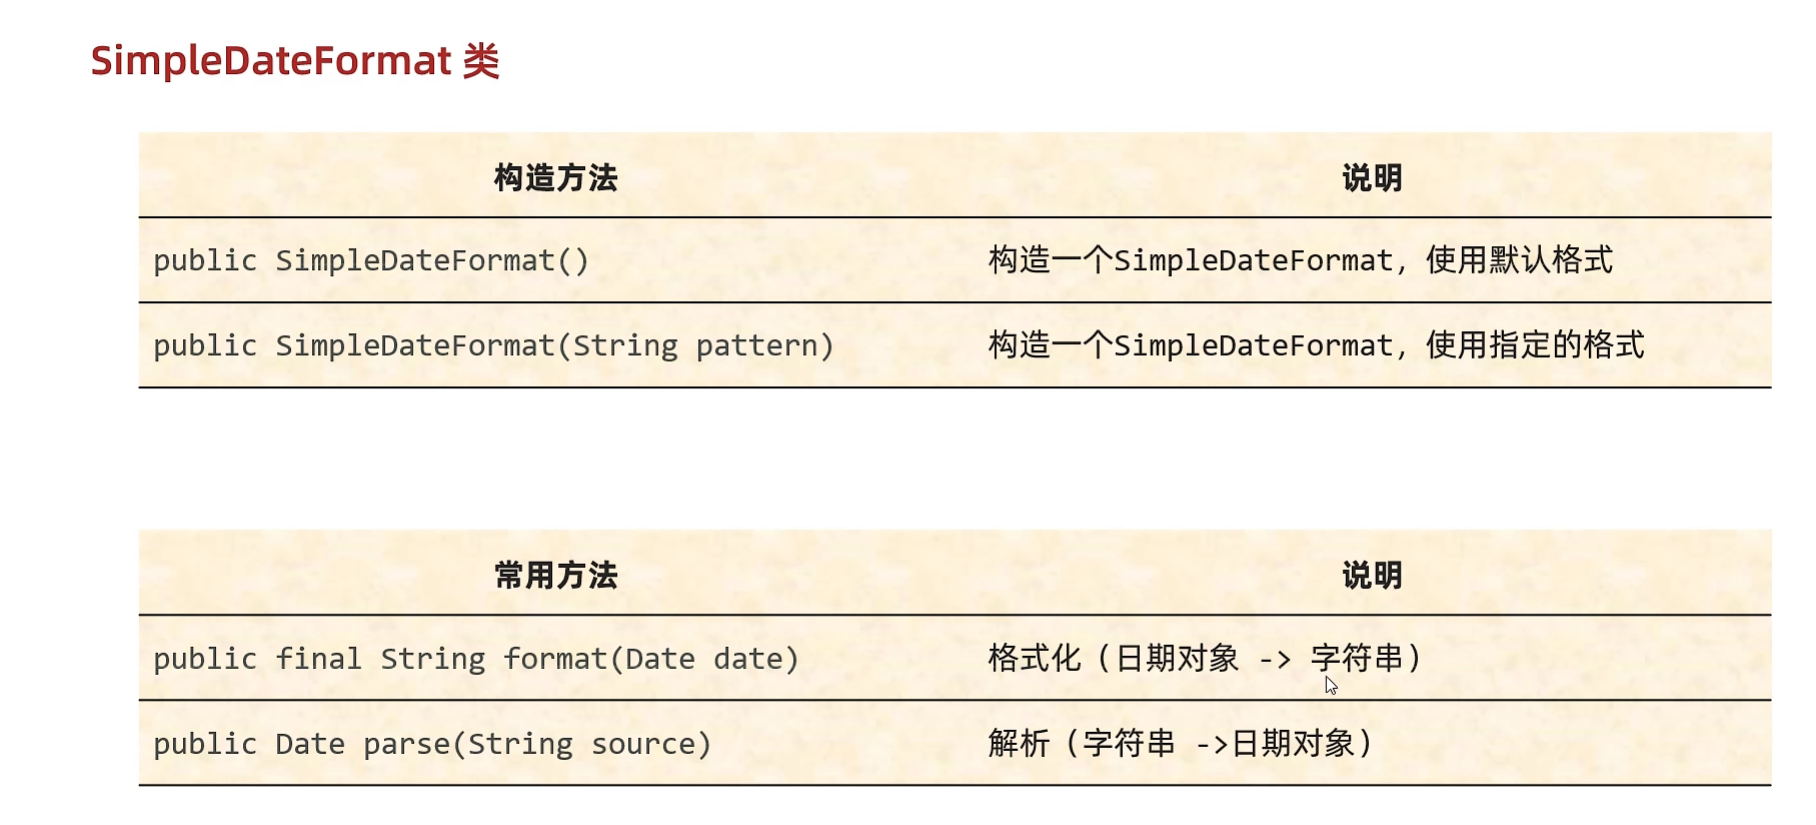 SimpleDateFormat 类
构造方法 说明
public SimpleDateFormat() 构造一个SimpleDateFormat，使用默认格式
public SimpleDateFormat(String pattern) 构造一个SimpleDateFormat，使用指定的格式
常用方法 说明
public final String format(Date date) 格式化（日期对象 -> 字符串）
public Date parse(String source) 解析（字符串 ->日期对象）